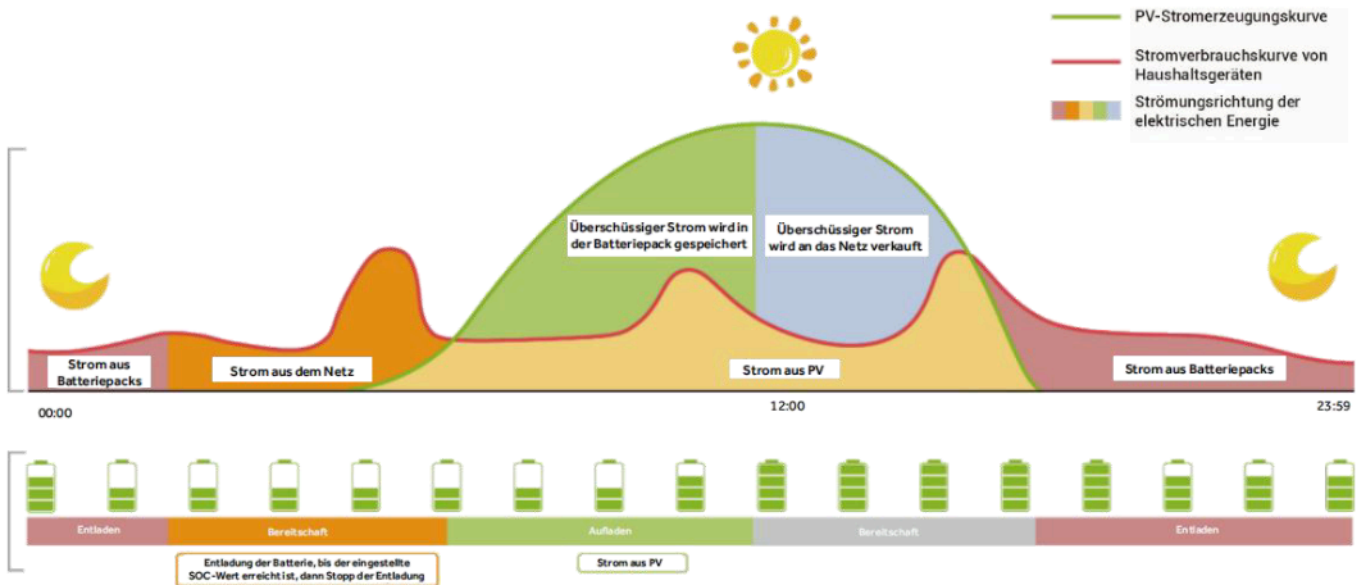 PV-Stromerzeugungskurve
Stromverbrauchskurve von
Haushaltsgeräten
Strömungsrichtung der
elektrischen Energie
Überschüssiger Strom wird in
der Batteriepack gespeichert
Überschüssiger Strom
wird an das Netz verkauft
Strom aus
Batteriepacks
Strom aus dem Netz
Strom aus PV
Strom aus Batteriepacks
00:00
12:00
23:59
Entladen
Bereitschaft
Aufladen
Bereitschaft
Entladen
Entladung der Batterie, bis der eingestellte
SOC-Wert erreicht ist, dann Stopp der Entladung
Strom aus PV